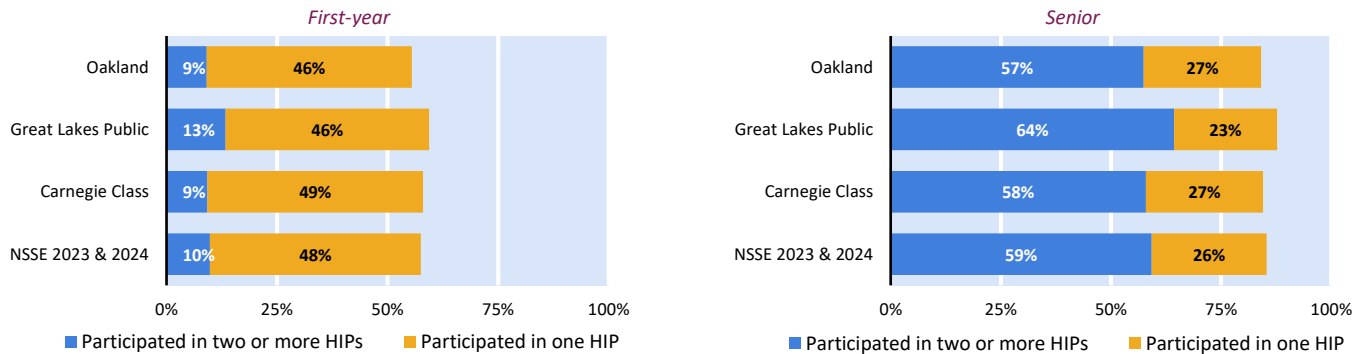 First-year
Oakland
9% 46%
Great Lakes Public
13% 46%
Carnegie Class
9% 49%
NSSE 2023 & 2024
10% 48%
0% 25% 50% 75% 100%
Participated in two or more HIPs Participated in one HIP
Senior
Oakland
57% 27%
Great Lakes Public
64% 23%
Carnegie Class
58% 27%
NSSE 2023 & 2024
59% 26%
0% 25% 50% 75% 100%
Participated in two or more HIPs Participated in one HIP